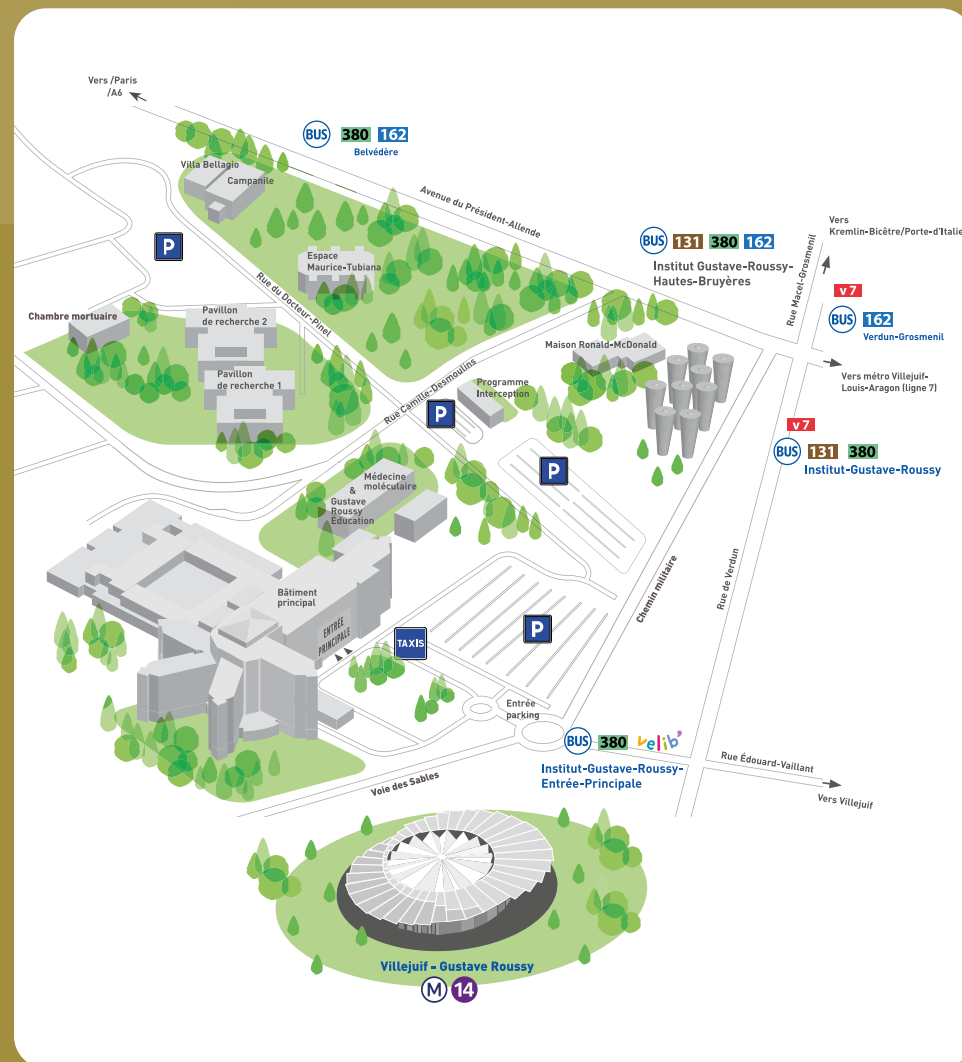 Vers /Paris
/A6
BUS 380 162
Belvédère
Villa Bellagio
Campanile
Avenue du Président-Allende
Vers
Kremlin-Bicêtre/Porte-d'Italie
BUS 131 380 162
Institut Gustave-Roussy-
Hautes-Bruyères
P
Espace
Maurice-Tubiana
Rue Macel-Grosmenil
v 7
BUS 162
Verdun-Grosmenil
Rue du Docteur-Pinel
Chambre mortuaire
Pavillon
de recherche 2
Maison Ronald-McDonald
Vers métro Villejuif-
Louis-Aragon (ligne 7)
Pavillon
de recherche 1
Rue Camille-Desmoulins
Programme
Interception
P
v 7
BUS 131 380
Institut-Gustave-Roussy
P
Médecine
moléculaire
&
Gustave
Roussy
Éducation
Chemin militaire
Rue de Verdun
Bâtiment
principal
ENTRÉE
PRINCIPALE
TAXIS
P
Entrée
parking
BUS 380 velib'
Institut-Gustave-Roussy-
Entrée-Principale
Rue Édouard-Vaillant
Vers Villejuif
Voie des Sables
Villejuif - Gustave Roussy
M 14